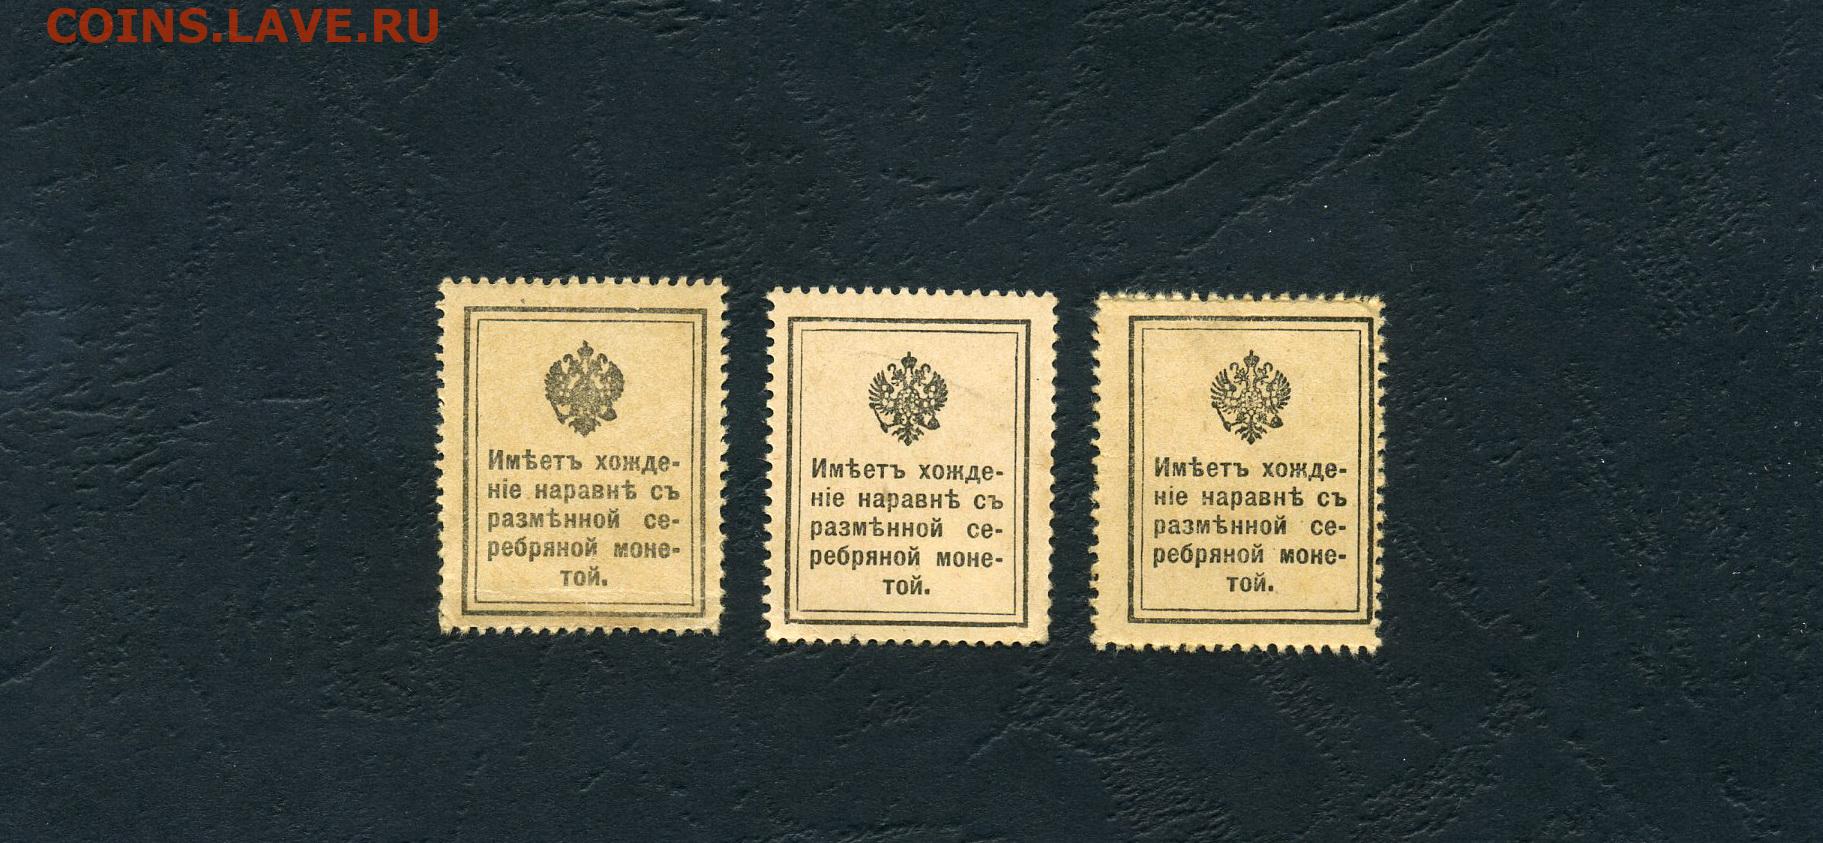 COINS.LAVE.RU
Имѣетъ хожде-
ніе наравнѣ съ
размѣнной се-
ребряной моне-
той.
Имѣетъ хожде-
ніе наравнѣ съ
размѣнной се-
ребряной моне-
той.
Имѣетъ хожде-
ніе наравнѣ съ
размѣнной се-
ребряной моне-
той.